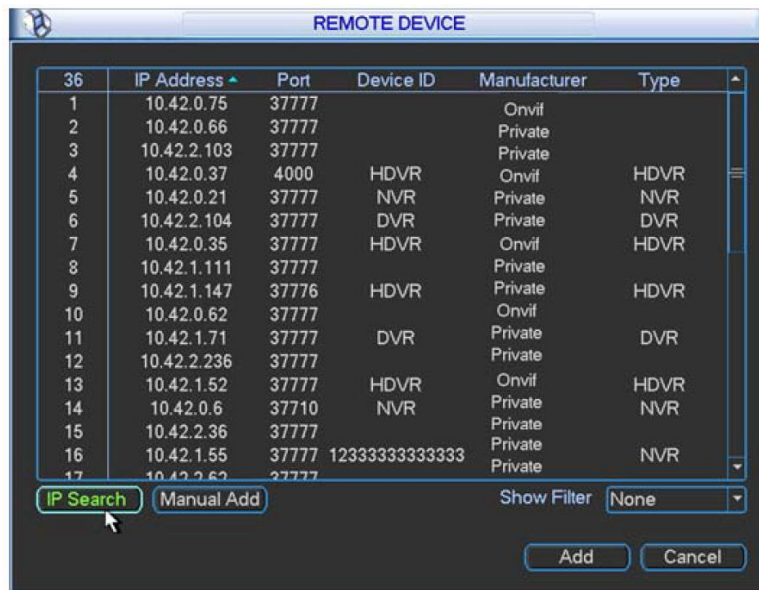 REMOTE DEVICE
36 IP Address Port Device ID Manufacturer Type
1 10.42.0.75 37777 Onvif
2 10.42.0.66 37777 Private
3 10.42.2.103 37777 Private
4 10.42.0.37 4000 HDVR Onvif HDVR
5 10.42.0.21 37777 NVR Private NVR
6 10.42.2.104 37777 DVR Private DVR
7 10.42.0.35 37777 HDVR Onvif HDVR
8 10.42.1.111 37777 Private
9 10.42.1.147 37776 HDVR Private HDVR
10 10.42.0.62 37777 Onvif
11 10.42.1.71 37777 DVR Private DVR
12 10.42.2.236 37777 Private
13 10.42.1.52 37777 HDVR Onvif HDVR
14 10.42.0.6 37710 NVR Private NVR
15 10.42.2.36 37777 Private
16 10.42.1.55 37777 12333333333333 Private NVR
17 10.42.2.62 37777 Private
IP Search Manual Add Show Filter None
Add Cancel